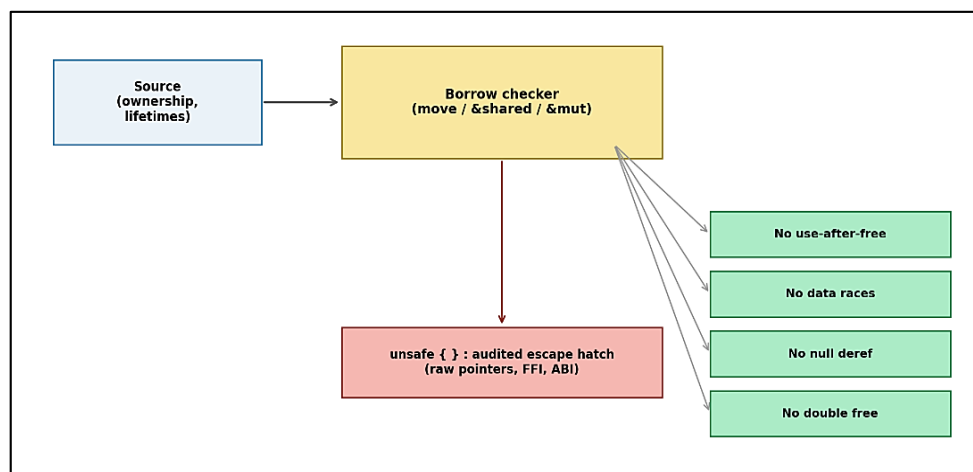 Source
(ownership,
lifetimes)
Borrow checker
(move / &shared / &mut)
No use-after-free
No data races
No null deref
No double free
unsafe { } : audited escape hatch
(raw pointers, FFI, ABI)